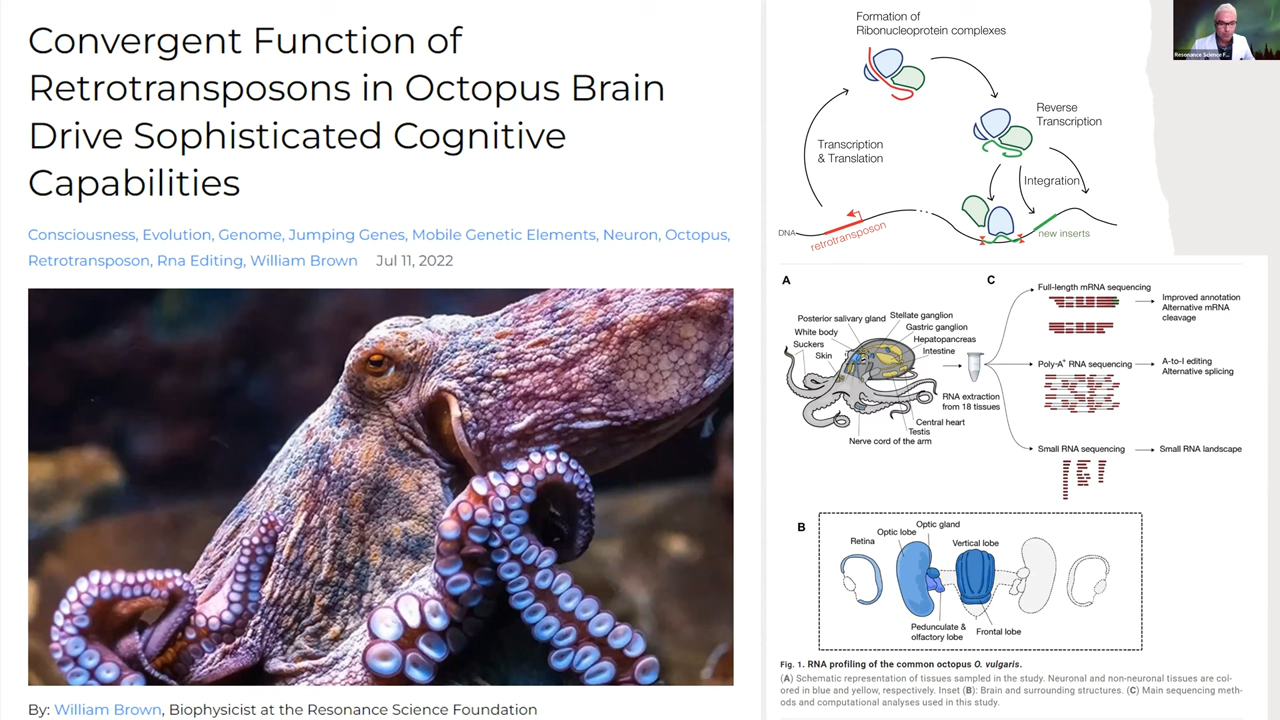 Convergent Function of
Retrotransposons in Octopus Brain
Drive Sophisticated Cognitive
Capabilities
Consciousness, Evolution, Genome, Jumping Genes, Mobile Genetic Elements, Neuron, Octopus,
Retrotransposon, Rna Editing, William Brown Jul 11, 2022
By: William Brown, Biophysicist at the Resonance Science Foundation
Formation of
Ribonucleoprotein complexes
Reverse
Transcription
Transcription
& Translation
Integration
DNA
retrotransposon
new inserts
Resonance Science F...
A
Posterior salivary gland
White body
Suckers
Skin
Stellate ganglion
Gastric ganglion
Hepatopancreas
Intestine
RNA extraction
from 18 tissues
Central heart
Testis
Nerve cord of the arm
C
Full-length mRNA sequencing
Improved annotation
Alternative mRNA
cleavage
Poly-A+ RNA sequencing
A-to-I editing
Alternative splicing
Small RNA sequencing
Small RNA landscape
B
Retina
Optic lobe
Optic gland
Vertical lobe
Pedunculate &
olfactory lobe
Frontal lobe
Fig. 1. RNA profiling of the common octopus O. vulgaris.
(A) Schematic representation of tissues sampled in the study. Neuronal and non-neuronal tissues are col-
ored in blue and yellow, respectively. Inset (B): Brain and surrounding structures. (C) Main sequencing meth-
ods and computational analyses used in this study.